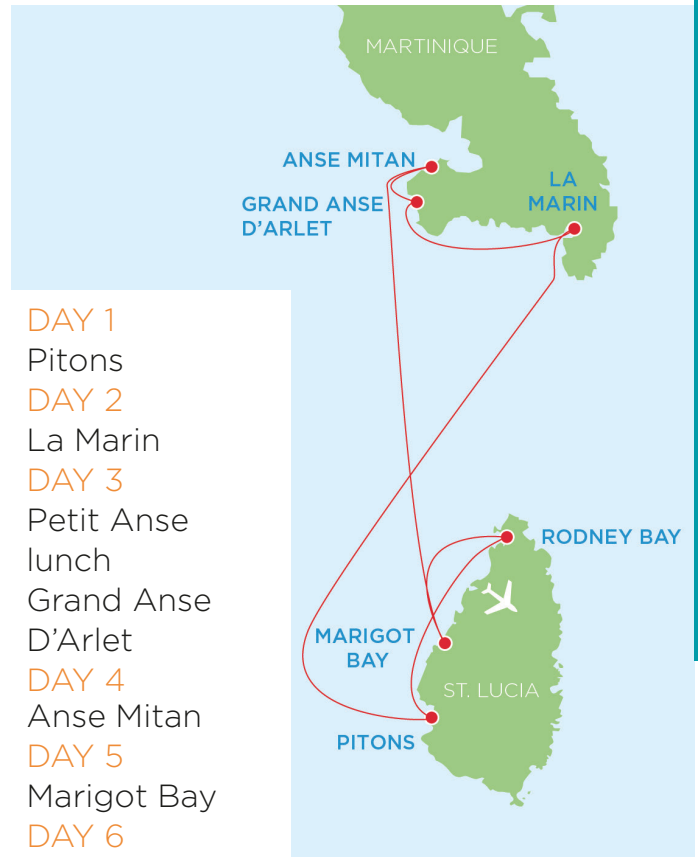 MARTINIQUE
ANSE MITAN
GRAND ANSE
D'ARLET
LA
MARIN
DAY 1
Pitons
DAY 2
La Marin
DAY 3
Petit Anse
lunch
Grand Anse
D'Arlet
DAY 4
Anse Mitan
DAY 5
Marigot Bay
DAY 6
RODNEY BAY
MARIGOT
BAY
ST. LUCIA
PITONS